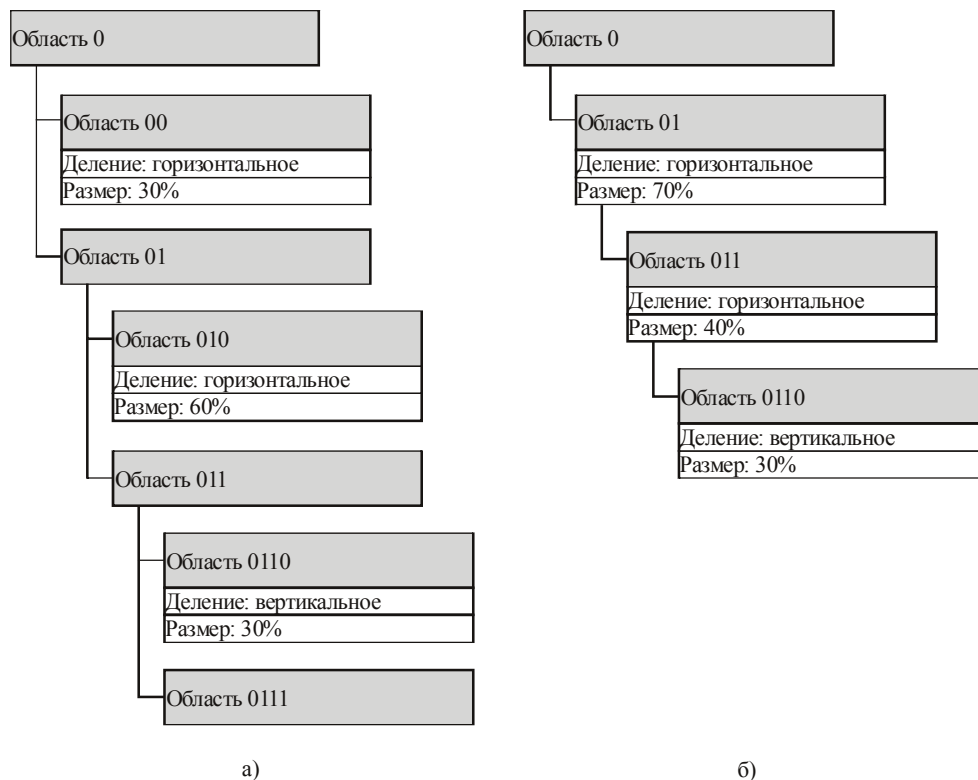 Область 0
Область 00
Деление: горизонтальное
Размер: 30%
Область 01
Область 010
Деление: горизонтальное
Размер: 60%
Область 011
Область 0110
Деление: вертикальное
Размер: 30%
Область 0111
а)
Область 0
Область 01
Деление: горизонтальное
Размер: 70%
Область 011
Деление: горизонтальное
Размер: 40%
Область 0110
Деление: вертикальное
Размер: 30%
б)